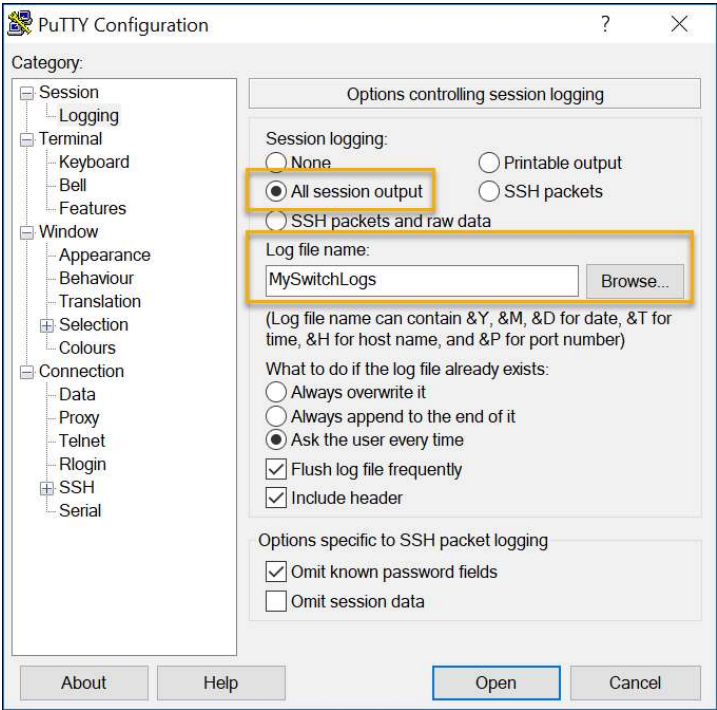 PuTTY Configuration
?
Category:
Session
Logging
Terminal
Keyboard
Bell
Features
Window
Appearance
Behaviour
Translation
Selection
Colours
Connection
Data
Proxy
Telnet
Rlogin
SSH
Serial
Options controlling session logging
Session logging:
None
Printable output
All session output
SSH packets
SSH packets and raw data
Log file name:
MySwitchLogs
Browse...
(Log file name can contain &Y, &M, &D for date, &T for
time, &H for host name, and &P for port number)
What to do if the log file already exists:
Always overwrite it
Always append to the end of it
Ask the user every time
Flush log file frequently
Include header
Options specific to SSH packet logging
Omit known password fields
Omit session data
About
Help
Open
Cancel